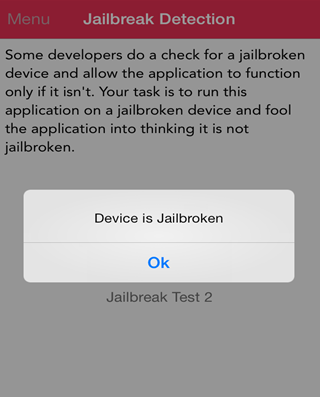 Menu Jailbreak Detection
Some developers do a check for a jailbroken
device and allow the application to function
only if it isn't. Your task is to run this
application on a jailbroken device and fool
the application into thinking it is not
jailbroken.
Device is Jailbroken
Ok
Jailbreak Test 2